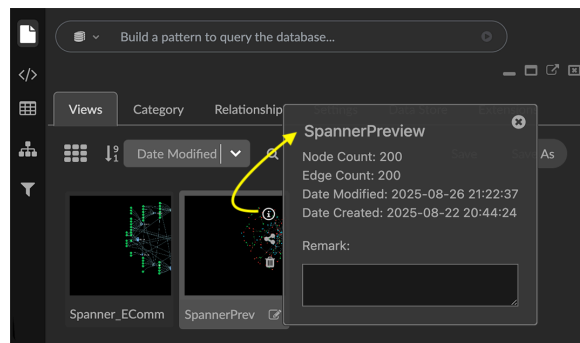 Build a pattern to query the database...
</>
Views
Category
Relationship
Date Modified
As
SpannerPreview
Node Count: 200
Edge Count: 200
Date Modified: 2025-08-26 21:22:37
Date Created: 2025-08-22 20:44:24
Remark:
Spanner_EComm
SpannerPrev